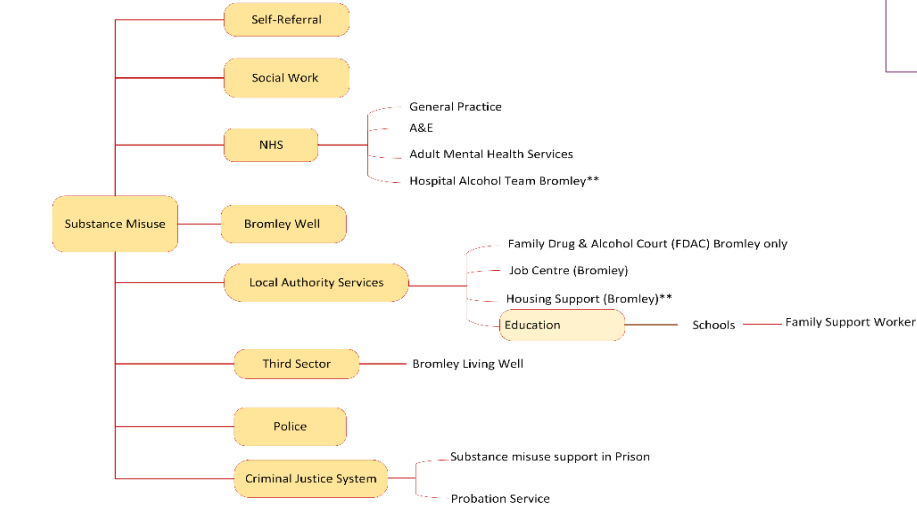 Self-Referral
Social Work
General Practice
A&E
NHS
Adult Mental Health Services
Hospital Alcohol Team Bromley**
Substance Misuse
Bromley Well
Family Drug & Alcohol Court (FDAC) Bromley only
Job Centre (Bromley)
Local Authority Services
Housing Support (Bromley)**
Education
Schools
Family Support Worker
Third Sector
Bromley Living Well
Police
Substance misuse support in Prison
Criminal Justice System
Probation Service